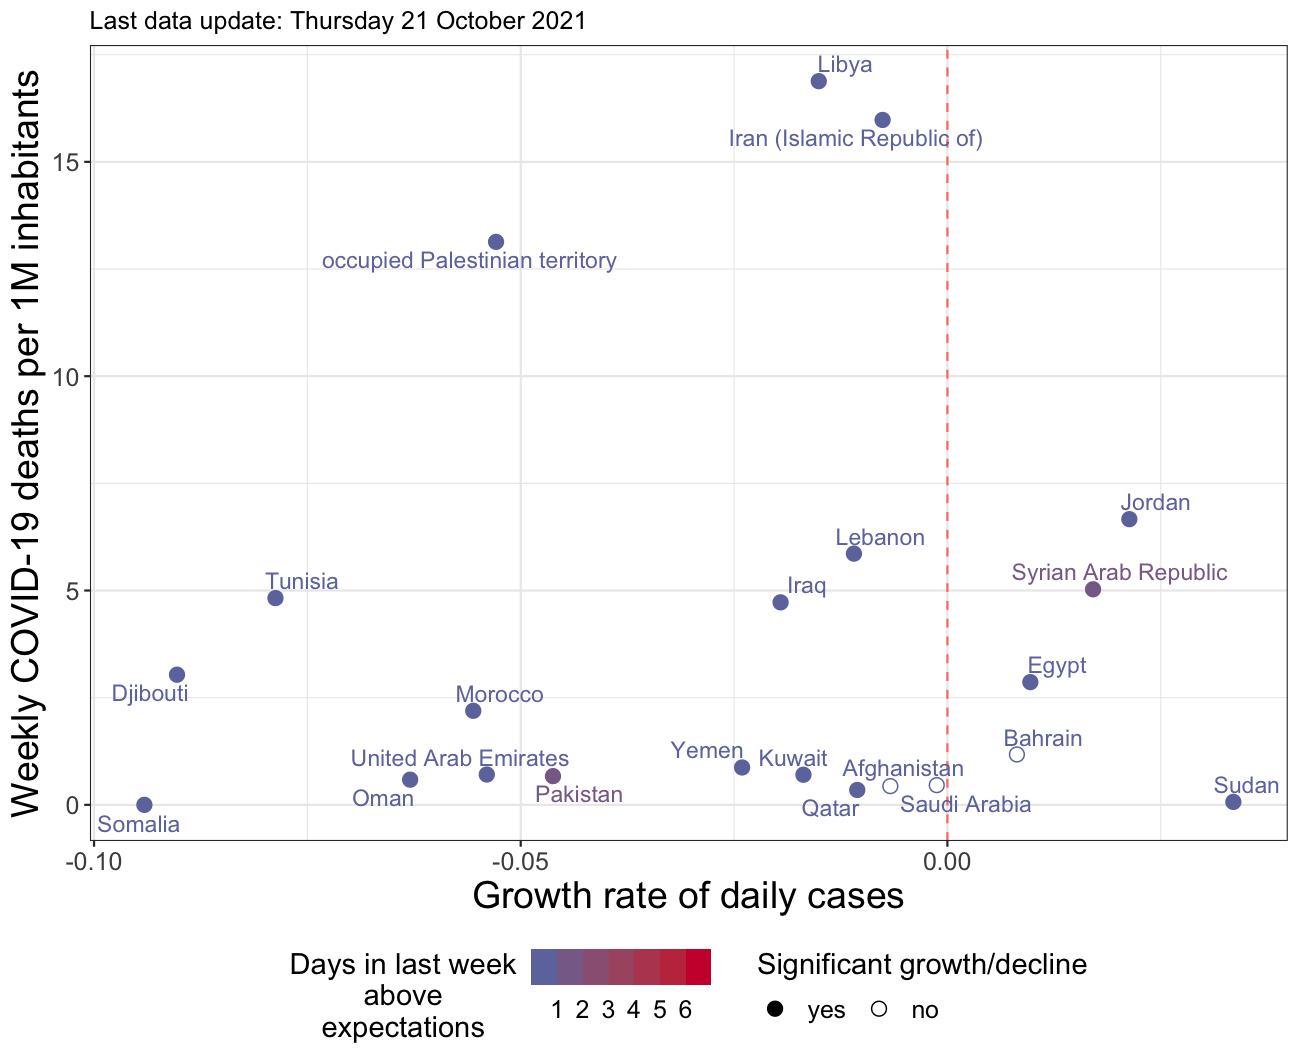 Last data update: Thursday 21 October 2021
Weekly COVID-19 deaths per 1M inhabitants
15
10
5
0
Libya
Iran (Islamic Republic of)
occupied Palestinian territory
Jordan
Lebanon
Syrian Arab Republic
Tunisia
Iraq
Egypt
Djibouti
Morocco
Bahrain
Yemen
Kuwait
United Arab Emirates
Afghanistan
Sudan
Oman
Pakistan
Qatar
Saudi Arabia
Somalia
-0.10
-0.05
0.00
Growth rate of daily cases
Days in last week
above
expectations
1 2 3 4 5 6
Significant growth/decline
yes
no